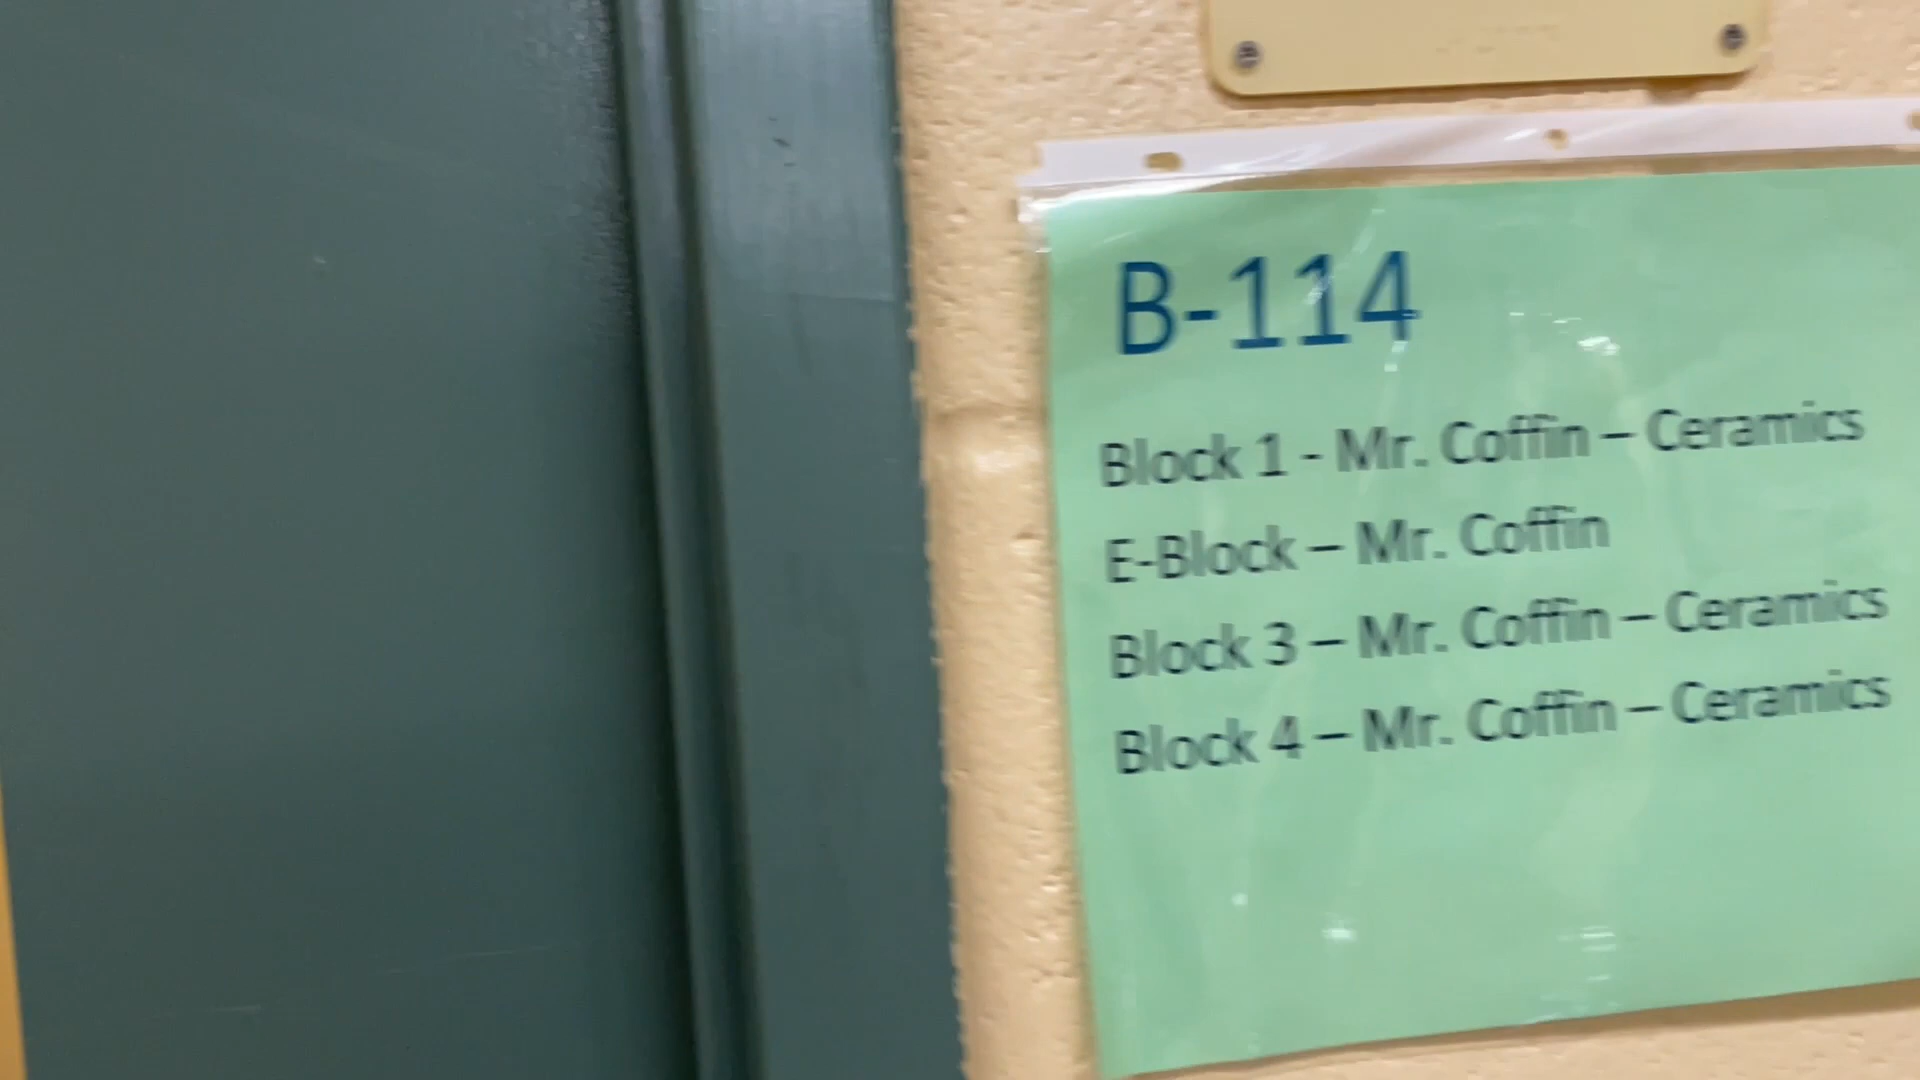 B-114
Block 1 - Mr. Coffin – Ceramics
E-Block – Mr. Coffin
Block 3 – Mr. Coffin – Ceramics
Block 4 – Mr. Coffin – Ceramics